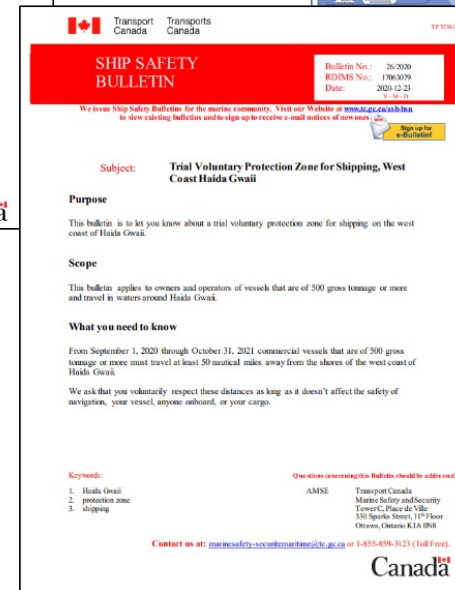 Transport Transports
Canada Canada
SHIP SAFETY
BULLETIN
Bulletin No.: 26/2020
RDIMS No.: 17063079
Date: 2020-12-23
Y - M - D
We issue Ship Safety Bulletins for the marine community. Visit our Website at www.tc.gc.ca/ssb-bsn
to view existing bulletins and to sign up to receive e-mail notices of new ones.
Sign up for
e-Bulletins!
Subject: Trial Voluntary Protection Zone for Shipping, West
Coast Haida Gwaii
Purpose
This bulletin is to let you know about a trial voluntary protection zone for shipping on the west
coast of Haida Gwaii.
Scope
This bulletin applies to owners and operators of vessels that are of 500 gross tonnage or more
and travel in waters around Haida Gwaii.
What you need to know
From September 1, 2020 through October 31, 2021 commercial vessels that are of 500 gross
tonnage or more must travel at least 50 nautical miles away from the shores of the west coast of
Haida Gwaii.
We ask that you voluntarily respect these distances as long as it doesn't affect the safety of
navigation, your vessel, anyone onboard, or your cargo.
Keywords:
1. Haida Gwaii
2. protection zone
3. shipping
Questions concerning this Bulletin should be addressed
AMSE
Transport Canada
Marine Safety and Security
Tower C, Place de Ville
330 Sparks Street, 11th Floor
Ottawa, Ontario K1A 0N8
Contact us at: marinesafety-securitemaritime@tc.gc.ca or 1-855-859-3123 (Toll Free).
Canada